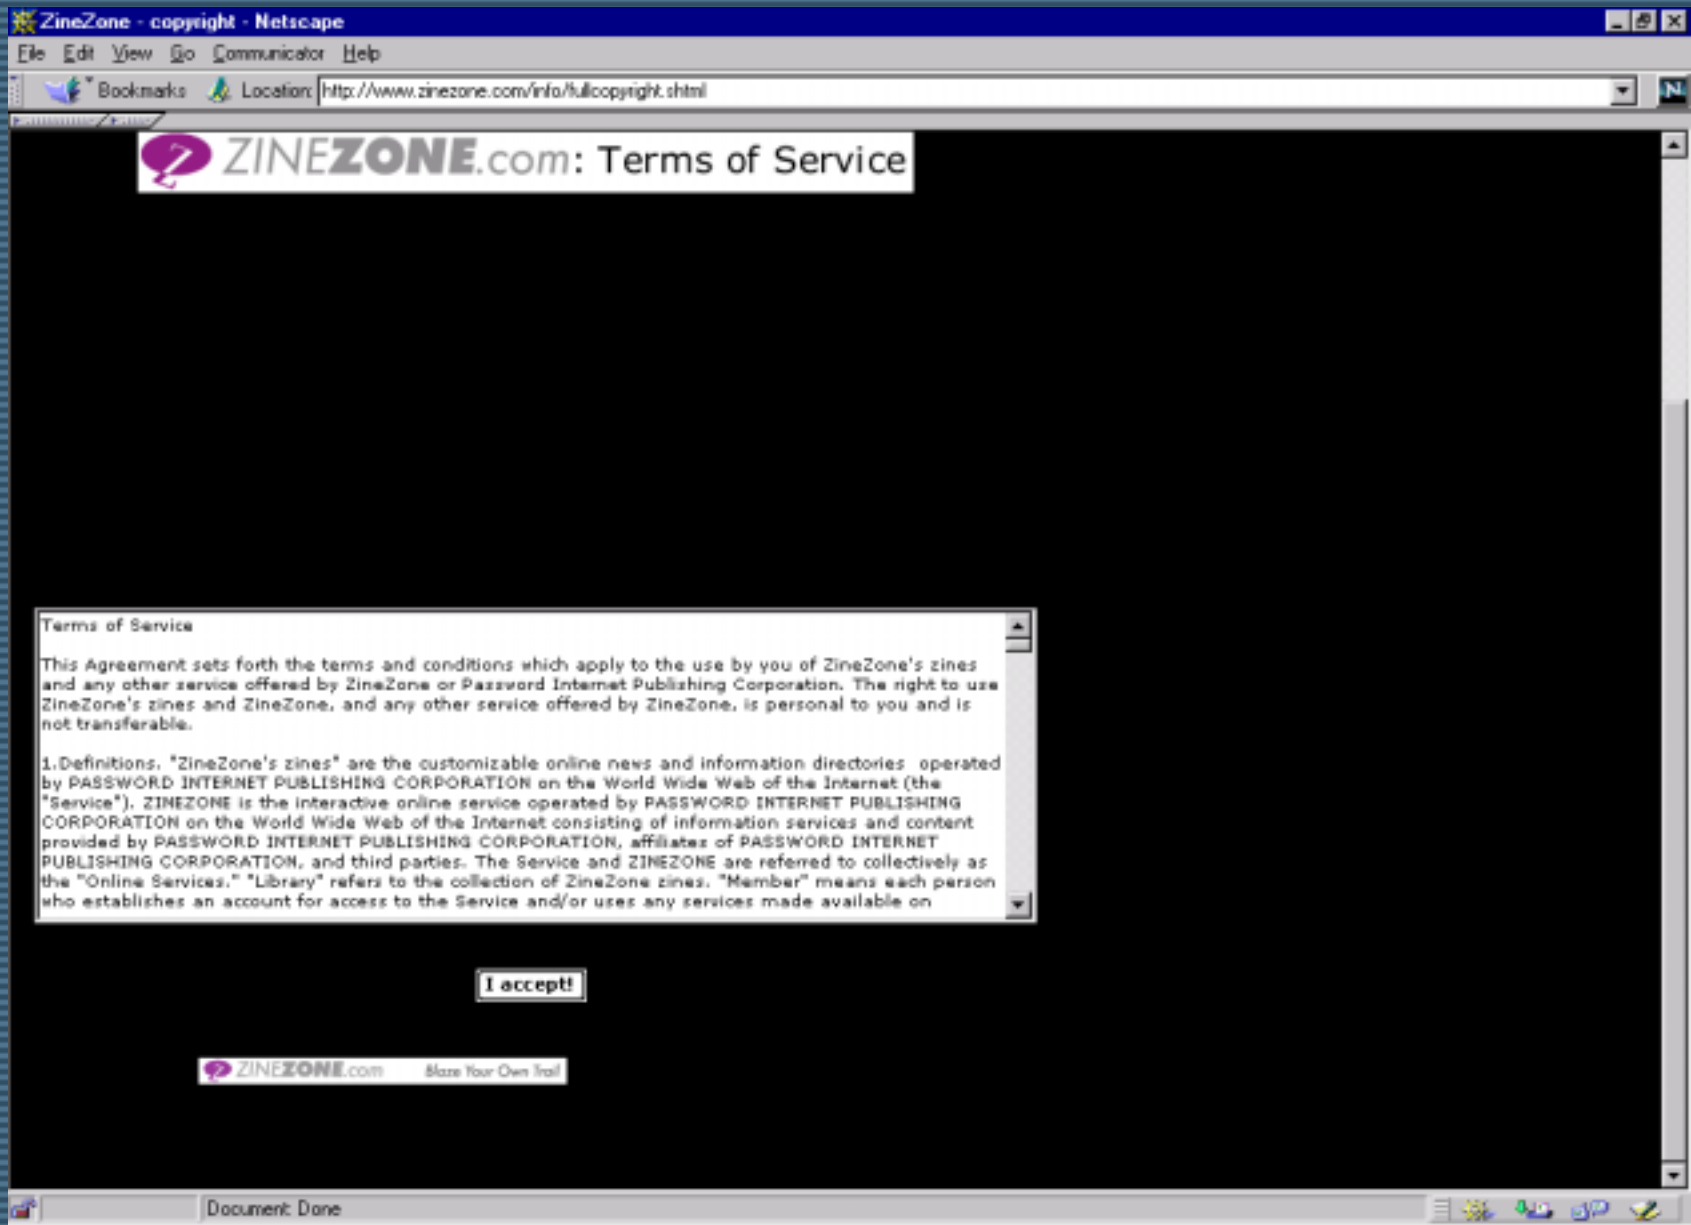 ZineZone - copyright - Netscape
File Edit View Go Communicator Help
Bookmarks Location: http://www.zinezone.com/info/fullcopyright.shtml
N
ZINEZONE.com: Terms of Service
Terms of Service
This Agreement sets forth the terms and conditions which apply to the use by you of ZineZone's zines
and any other service offered by ZineZone or Password Internet Publishing Corporation. The right to use
ZineZone's zines and ZineZone, and any other service offered by ZineZone, is personal to you and is
not transferable.
1.Definitions. "ZineZone's zines" are the customizable online news and information directories operated
by PASSWORD INTERNET PUBLISHING CORPORATION on the World Wide Web of the Internet (the
"Service"). ZINEZONE is the interactive online service operated by PASSWORD INTERNET PUBLISHING
CORPORATION on the World Wide Web of the Internet consisting of information services and content
provided by PASSWORD INTERNET PUBLISHING CORPORATION, affiliates of PASSWORD INTERNET
PUBLISHING CORPORATION, and third parties. The Service and ZINEZONE are referred to collectively as
the "Online Services." "Library" refers to the collection of ZineZone zines. "Member" means each person
who establishes an account for access to the Service and/or uses any services made available on
I accept!
ZINEZONE.com Blaze Your Own Trail
Document: Done